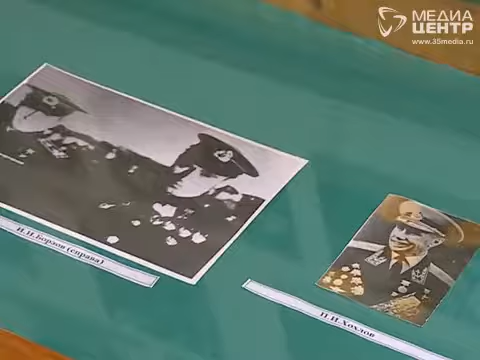 МЕДИА
ЦЕНТР
www.35media.ru
И.И.Борзов (справа)
П.И.Хохлов